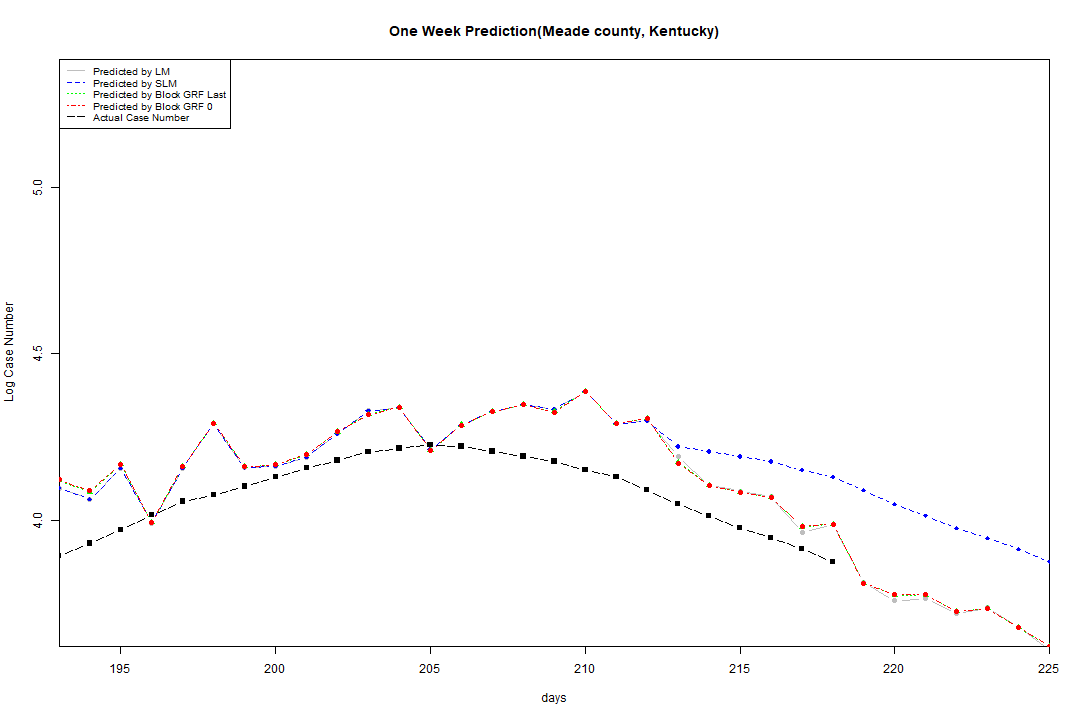 One Week Prediction(Meade county, Kentucky)
Predicted by LM
Predicted by SLM
Predicted by Block GRF Last
Predicted by Block GRF 0
Actual Case Number
5.0
4.5
4.0
Log Case Number
195 200 205 210 215 220 225
days